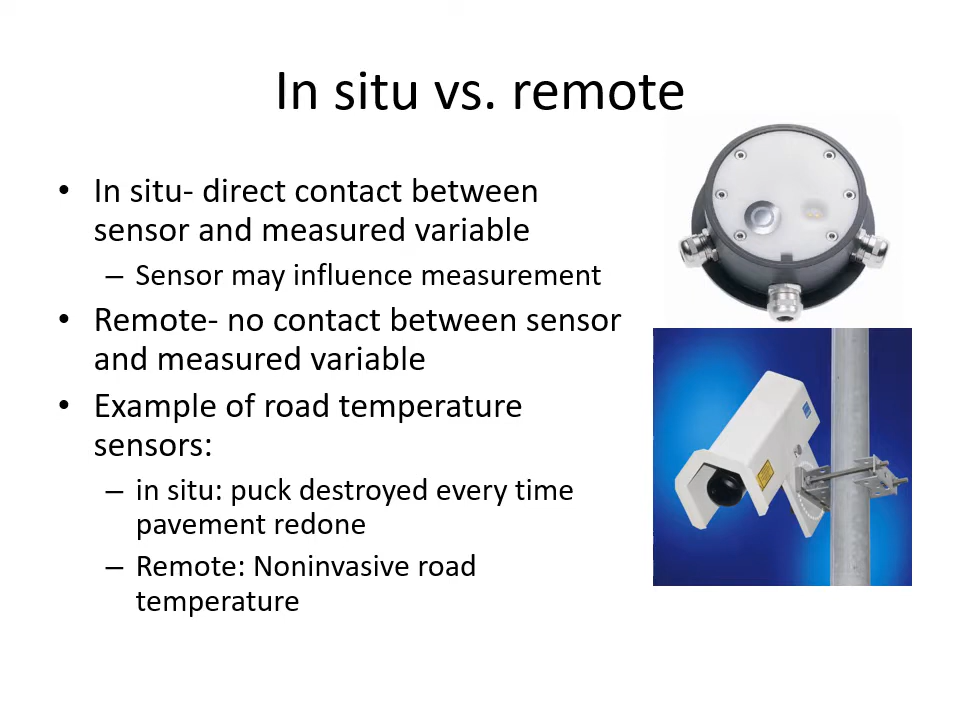 In situ vs. remote
• In situ- direct contact between
sensor and measured variable
– Sensor may influence measurement
• Remote- no contact between sensor
and measured variable
• Example of road temperature
sensors:
– in situ: puck destroyed every time
pavement redone
– Remote: Noninvasive road
temperature